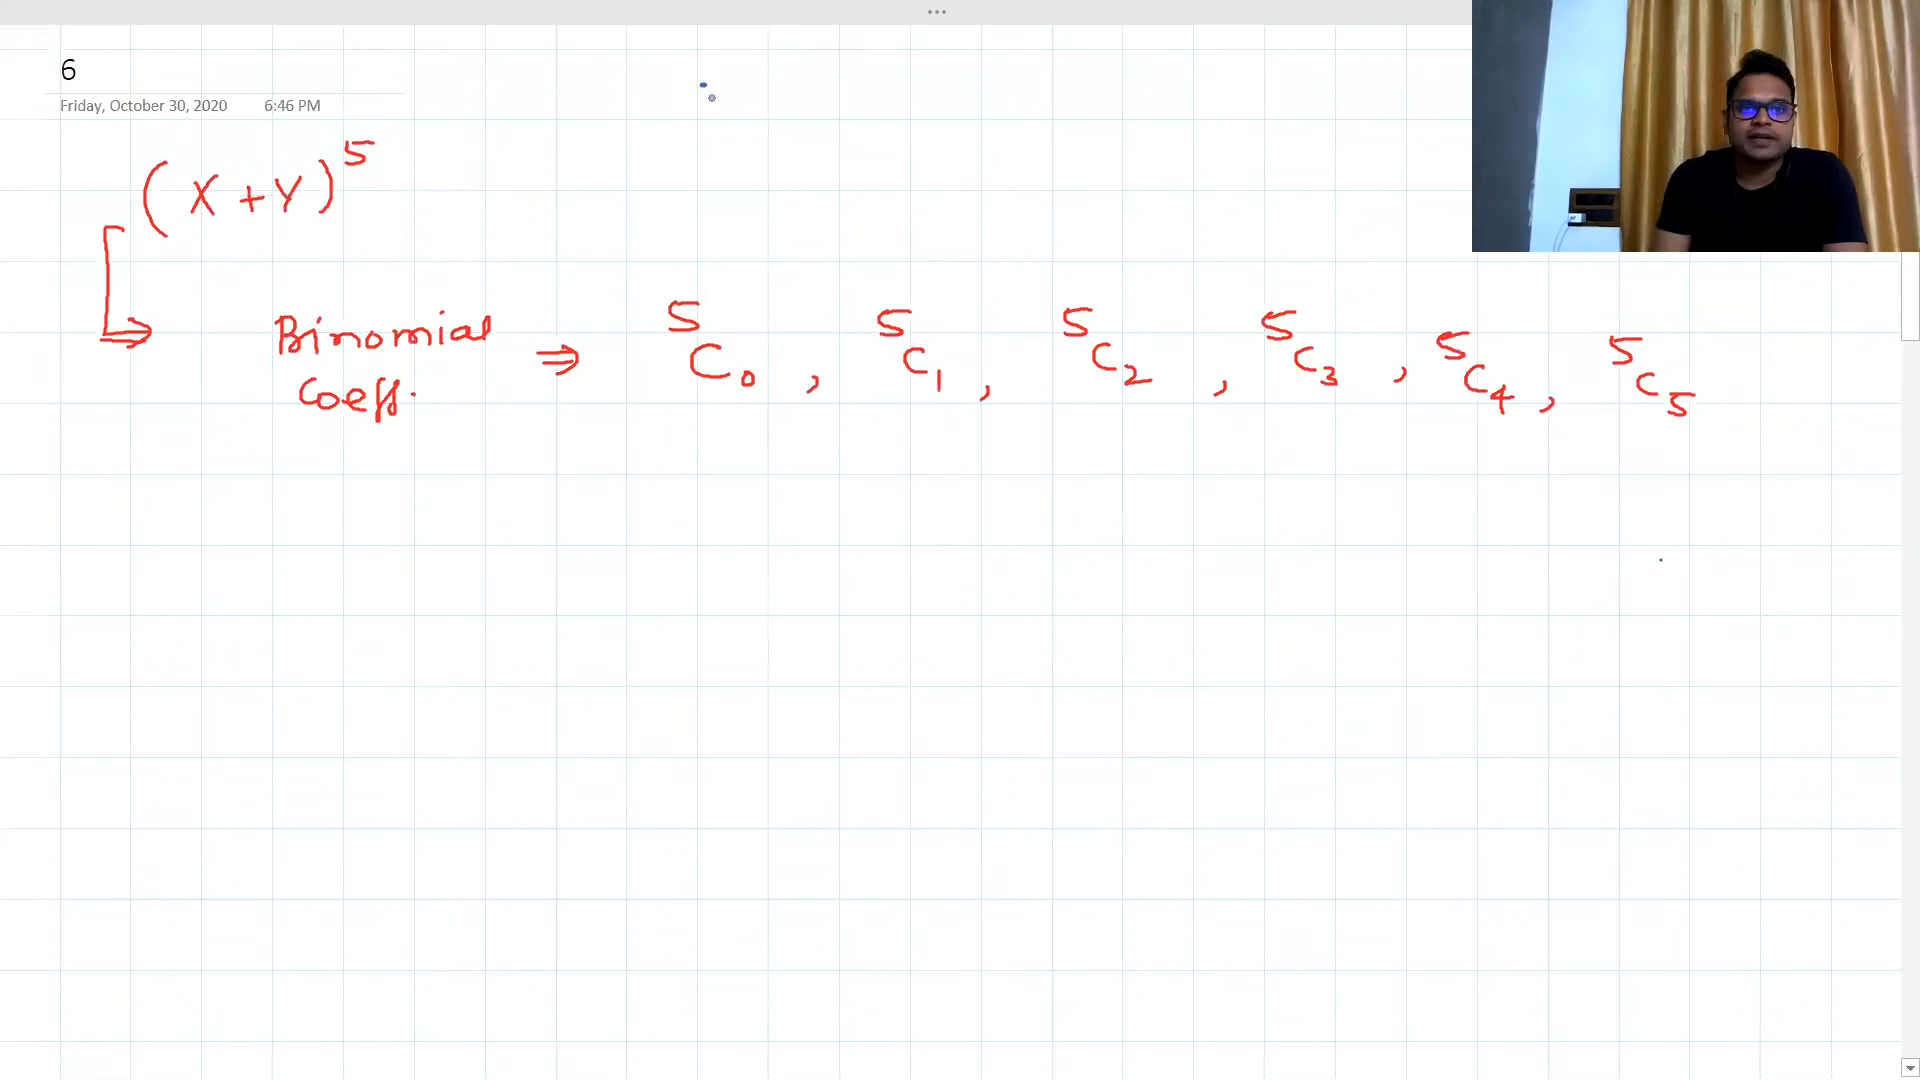 6
Friday, October 30, 2020 6:46 PM
(X+Y)⁵
⇒ Binomial Coeff. ⇒ ⁵C₀, ⁵C₁, ⁵C₂, ⁵C₃, ⁵C₄, ⁵C₅